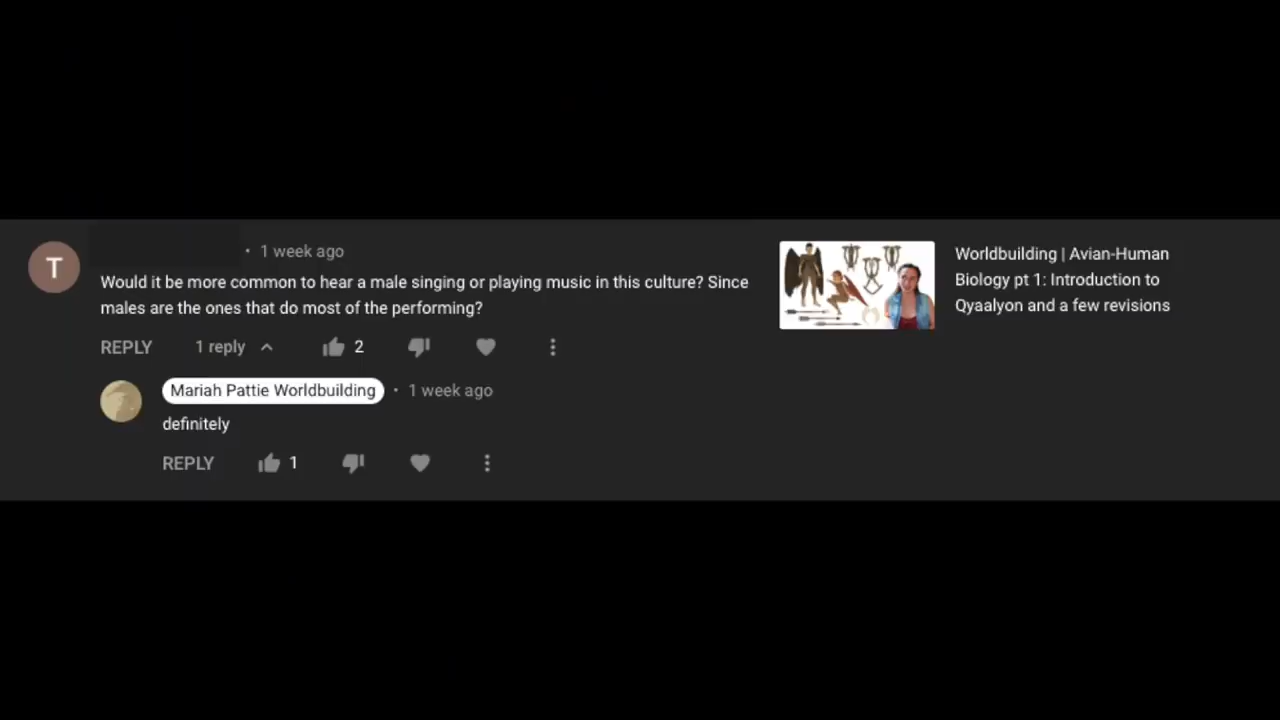 T
• 1 week ago
Would it be more common to hear a male singing or playing music in this culture? Since
males are the ones that do most of the performing?
REPLY 1 reply 2
Mariah Pattie Worldbuilding • 1 week ago
definitely
REPLY 1
Worldbuilding | Avian-Human
Biology pt 1: Introduction to
Qyaalyon and a few revisions